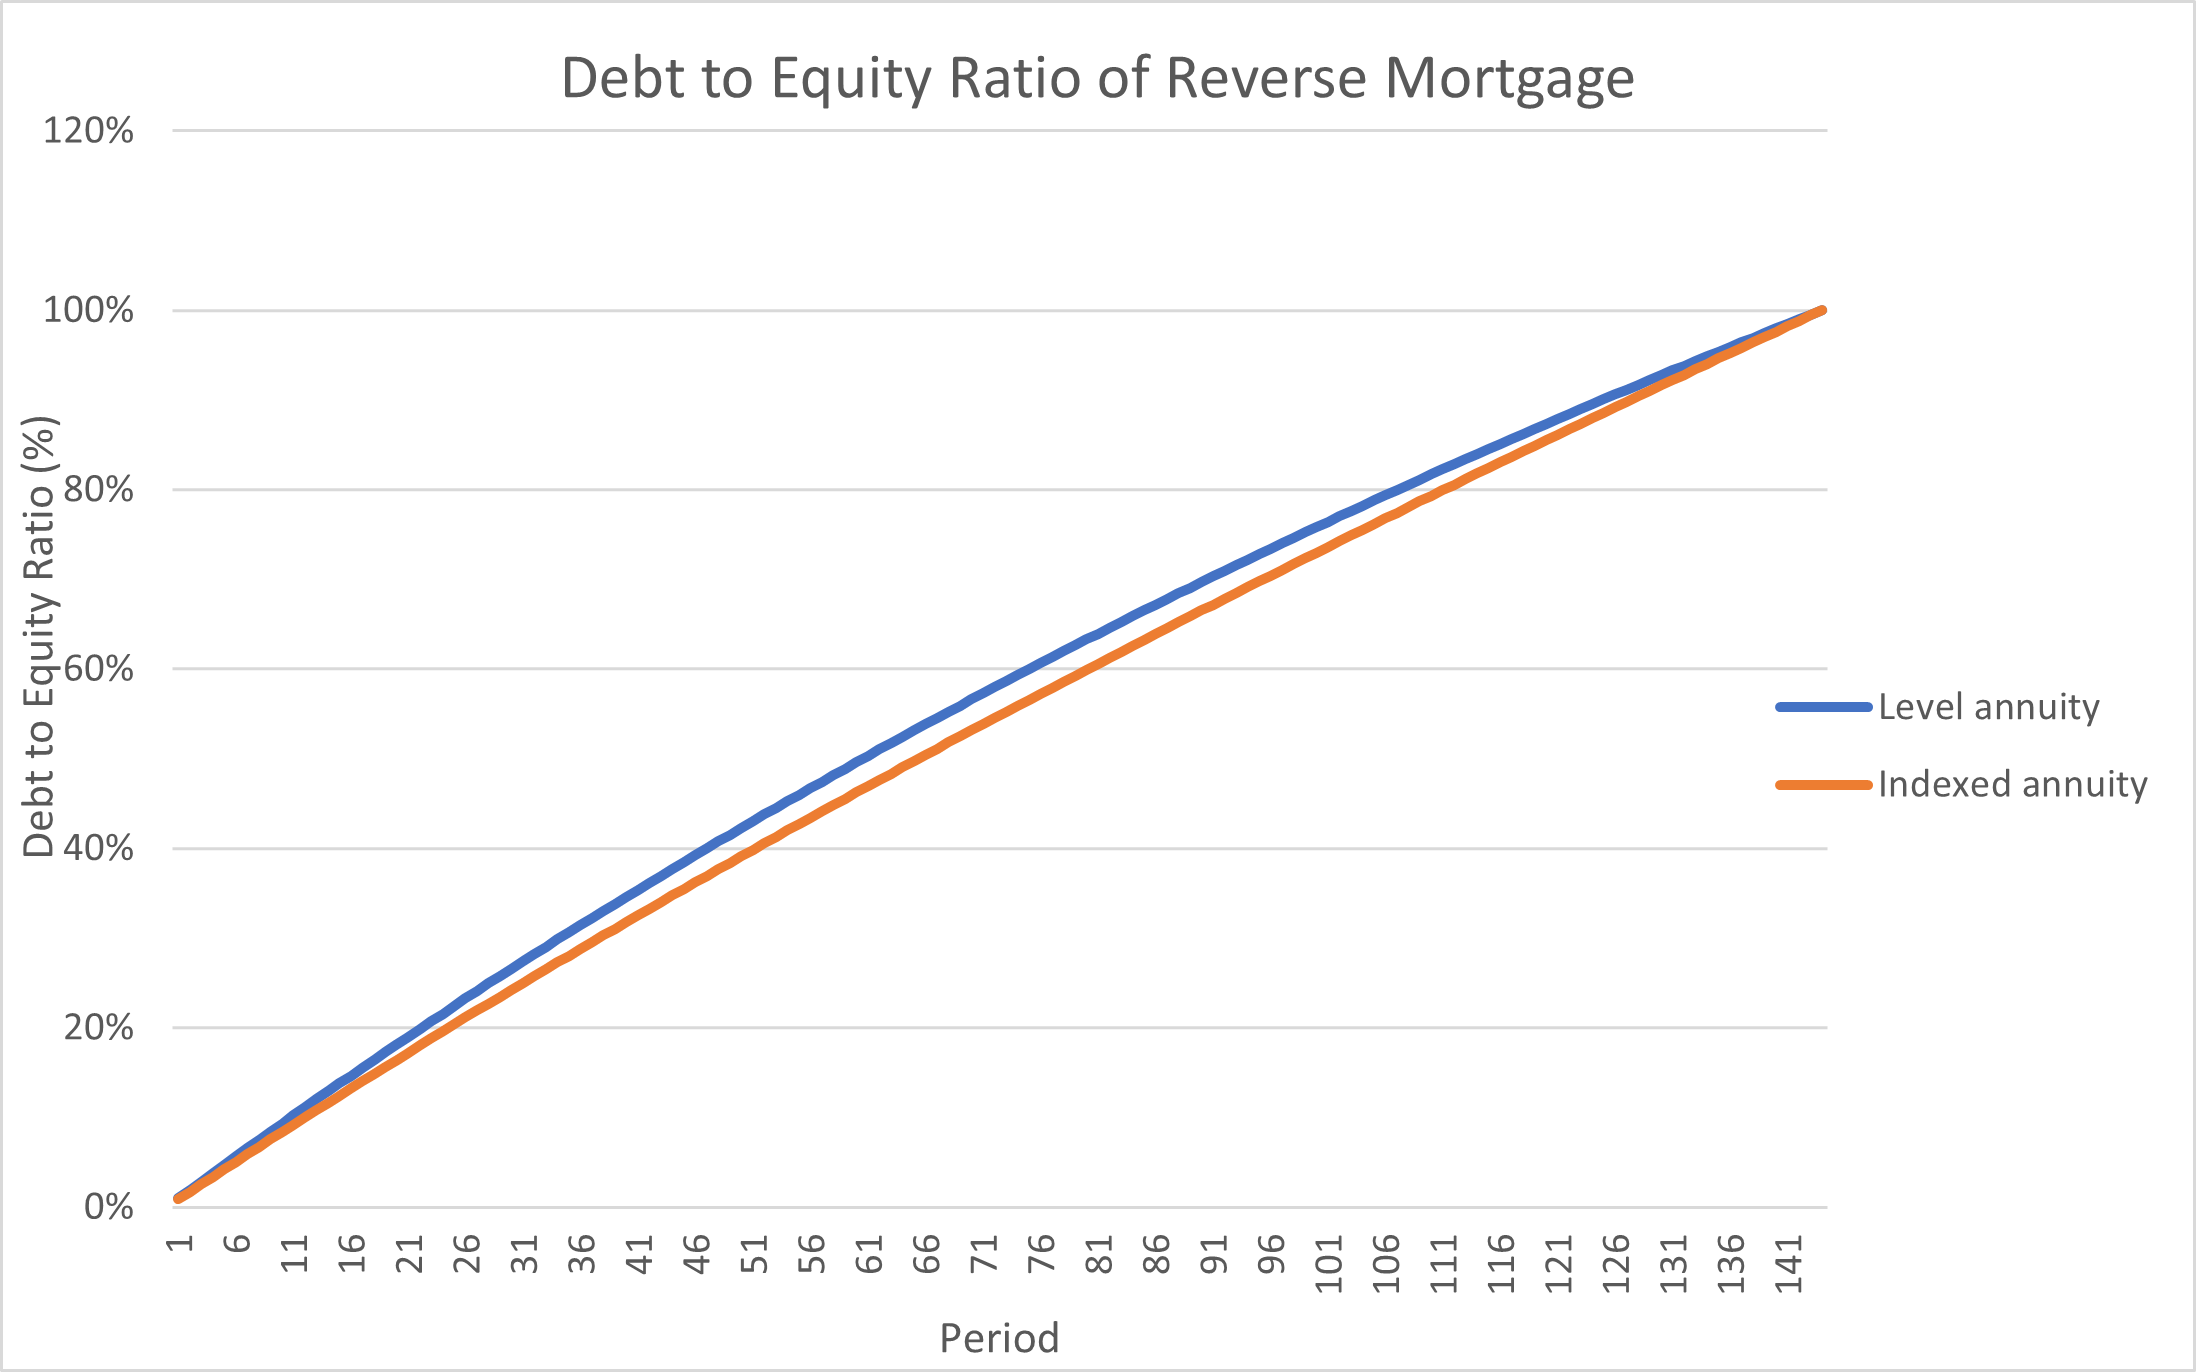 Debt to Equity Ratio of Reverse Mortgage
120%
100%
80%
60%
40%
20%
0%
Debt to Equity Ratio (%)
Level annuity
Indexed annuity
1 6 11 16 21 26 31 36 41 46 51 56 61 66 71 76 81 86 91 96 101 106 111 116 121 126 131 136 141
Period